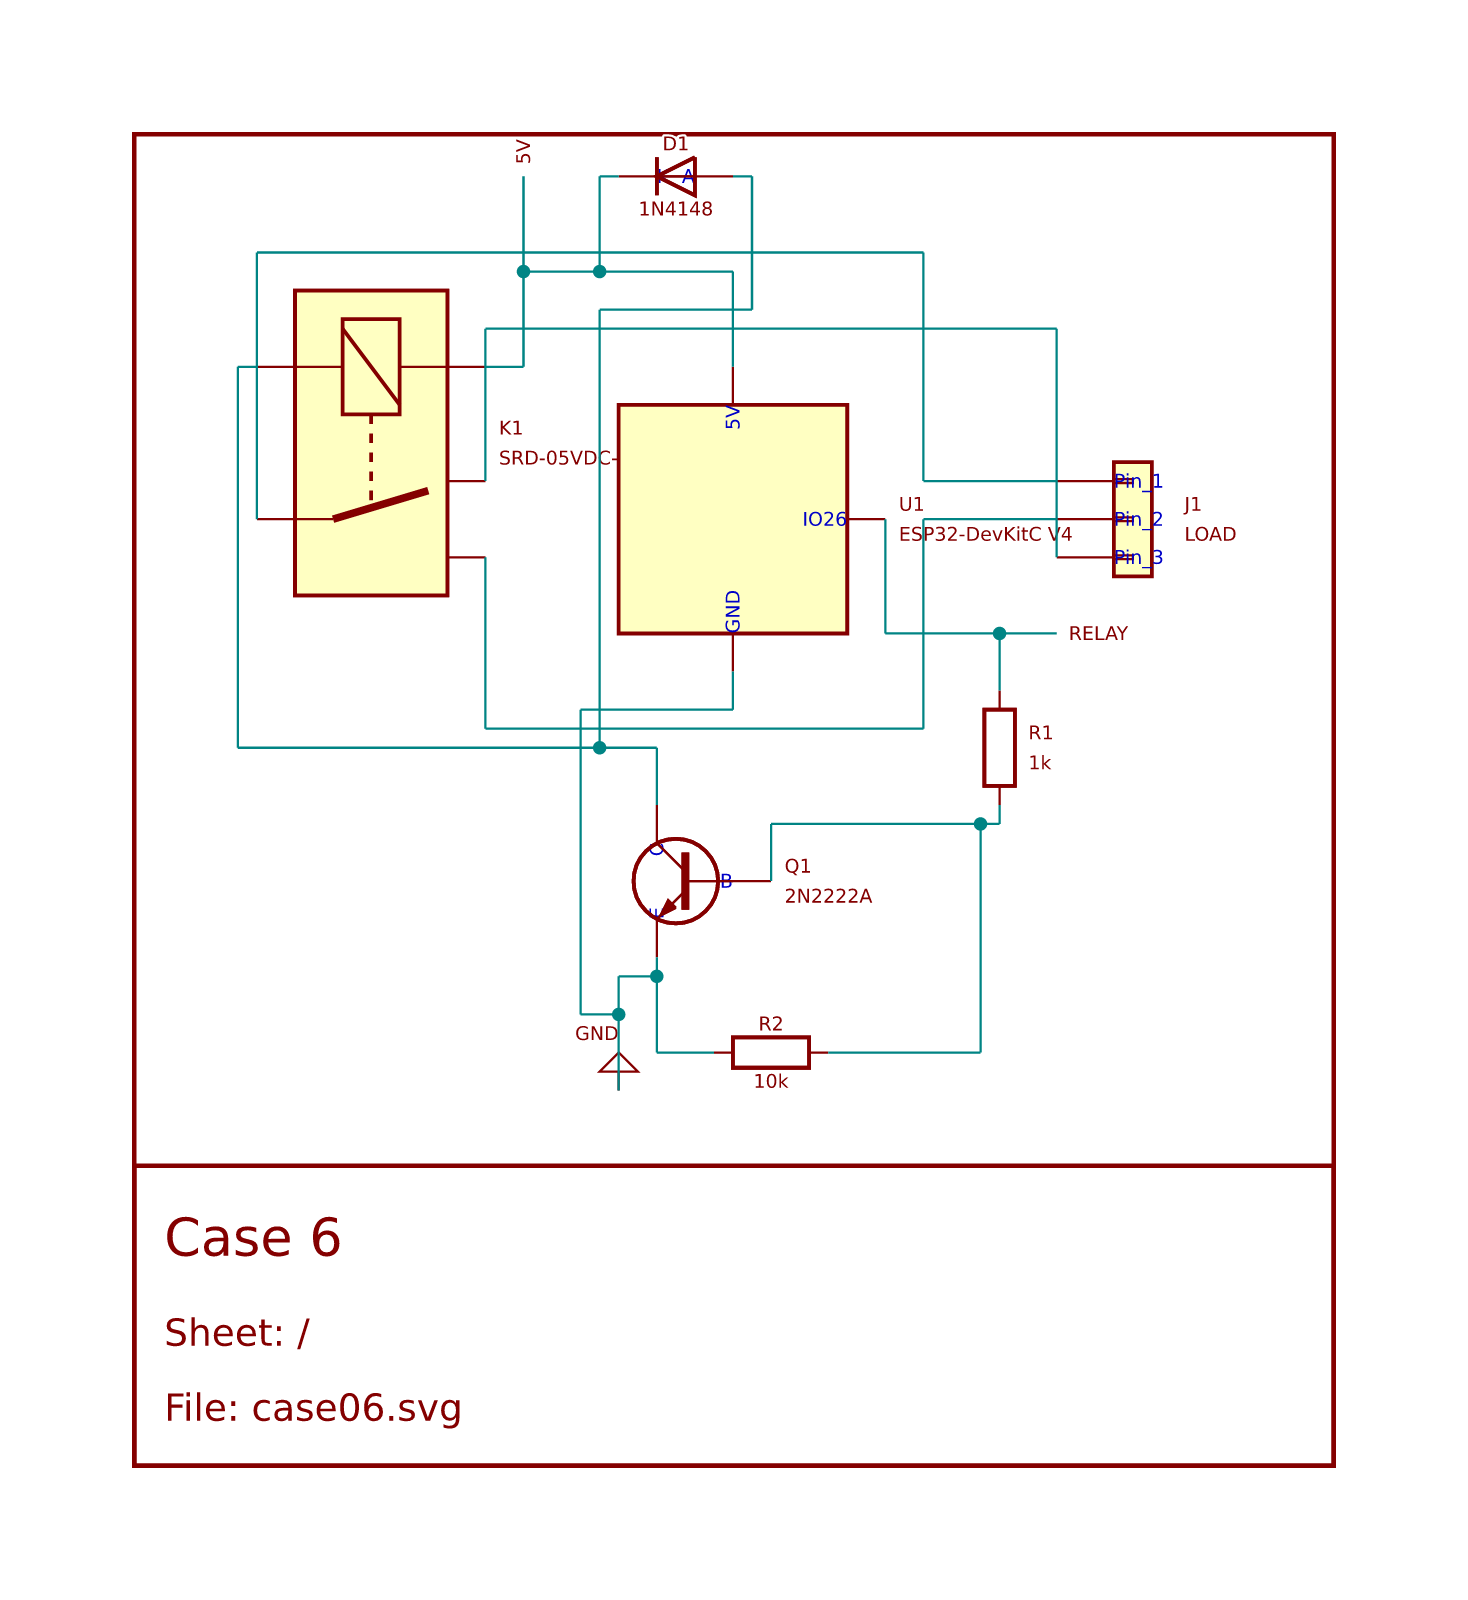 5V
D1
A
1N4148
K1
SRD-05VDC-
5V
IO26
GND
U1
ESP32-DevKitC V4
Pin_1
Pin_2
Pin_3
J1
LOAD
RELAY
R1
1k
C
B
E
Q1
2N2222A
GND
R2
10k
Case 6
Sheet: /
File: case06.svg